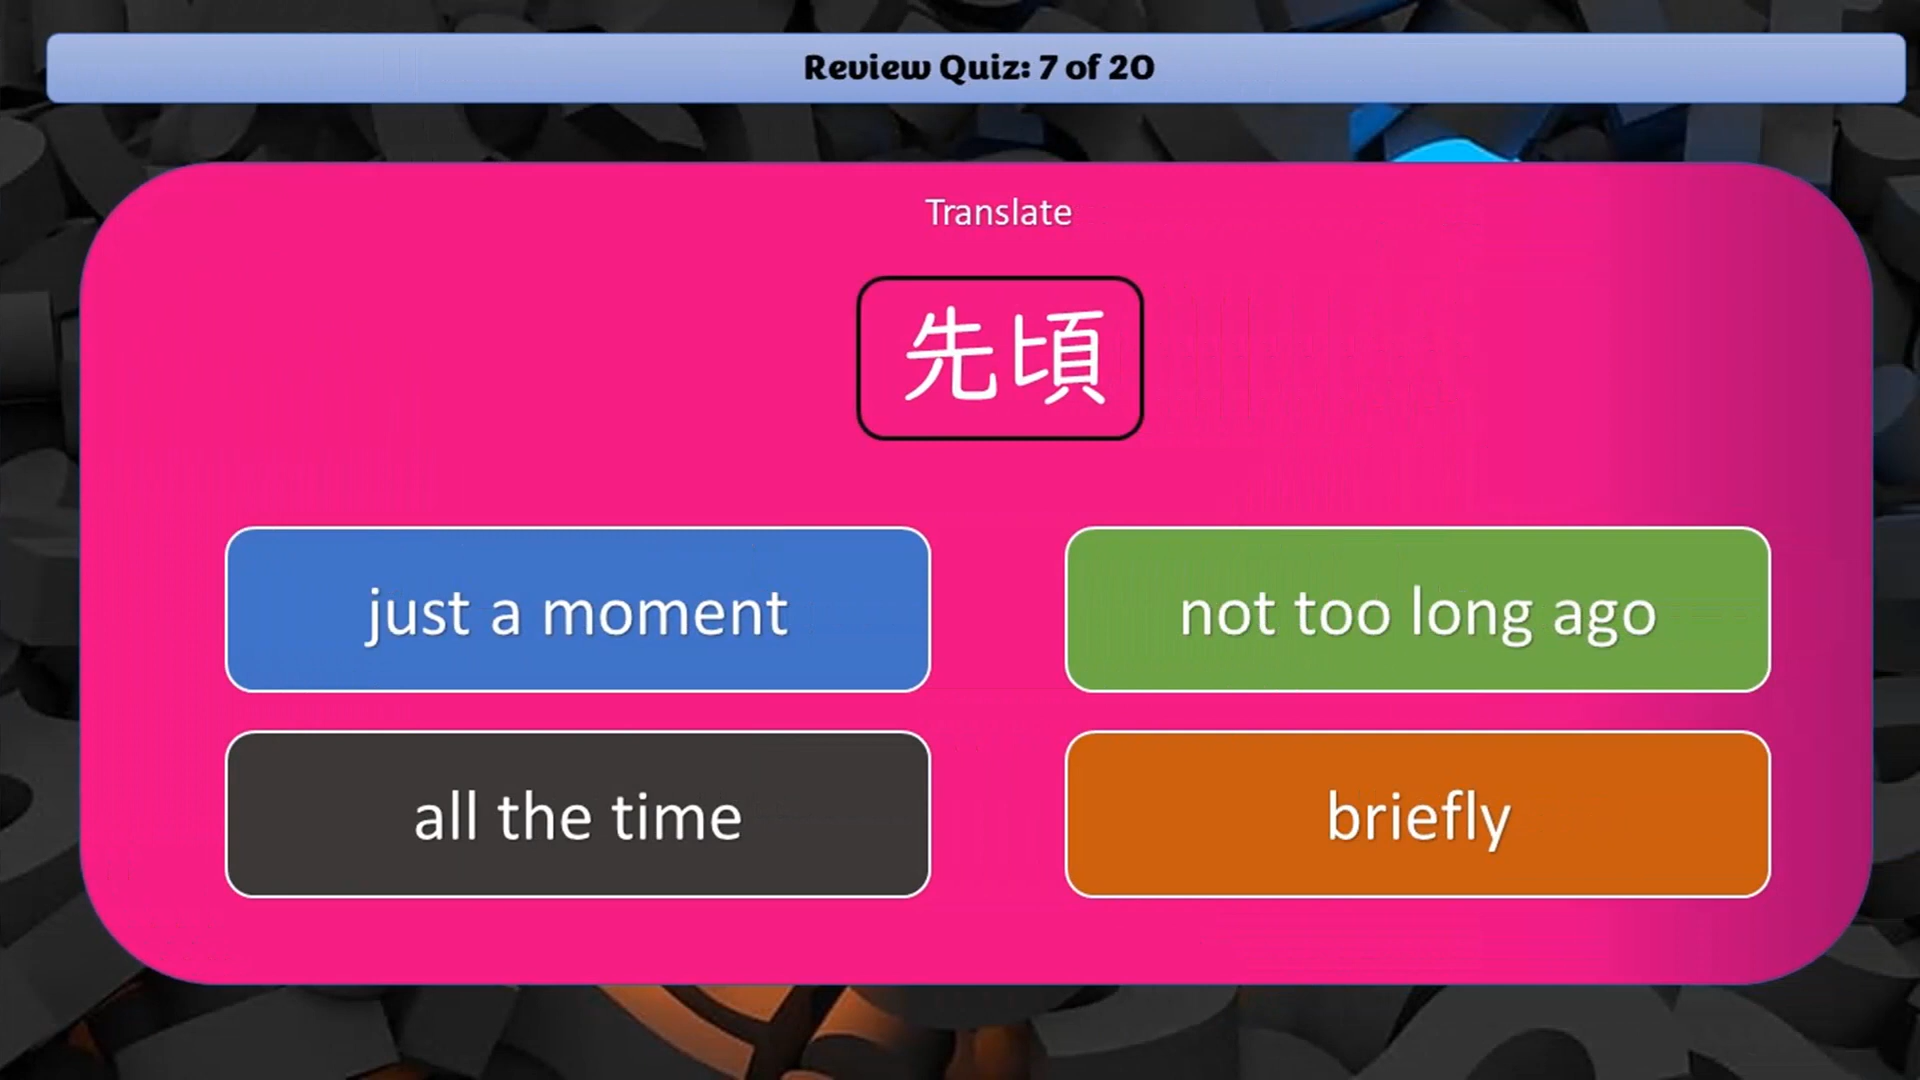 Review Quiz: 7 of 20
Translate
先頃
just a moment
not too long ago
all the time
briefly